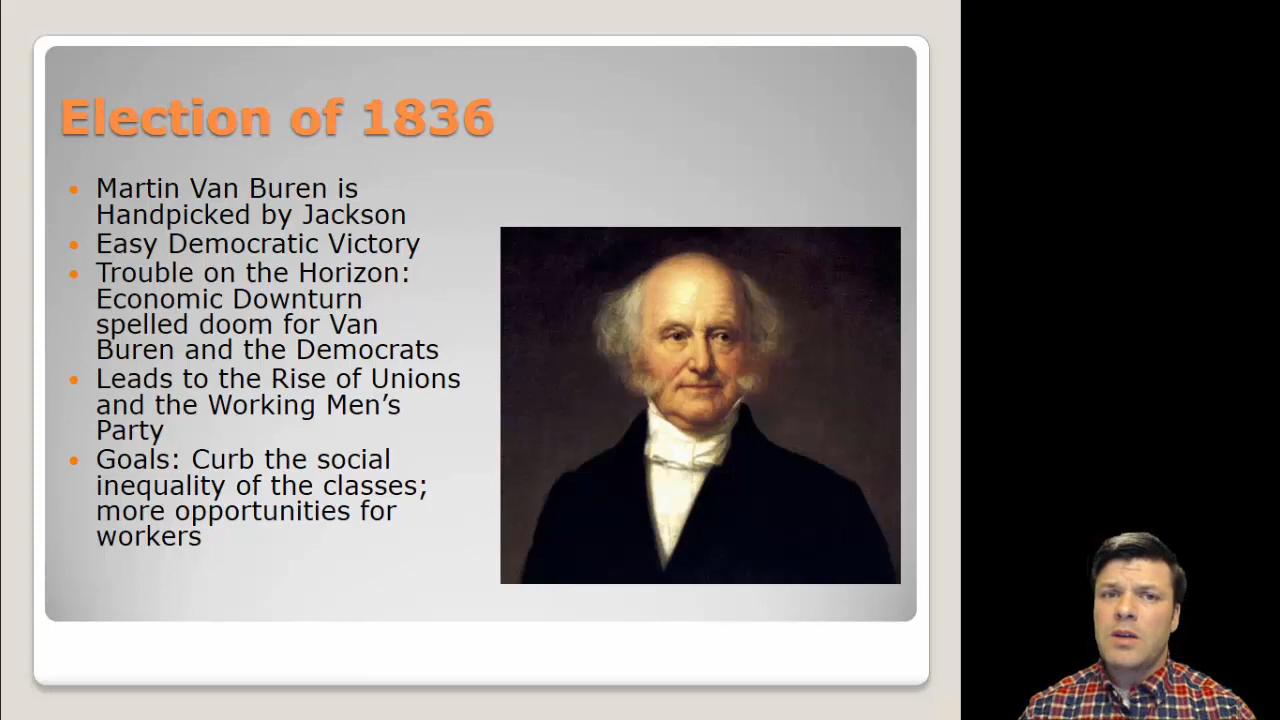 Election of 1836
Martin Van Buren is
Handpicked by Jackson
Easy Democratic Victory
Trouble on the Horizon:
Economic Downturn
spelled doom for Van
Buren and the Democrats
Leads to the Rise of Unions
and the Working Men’s
Party
Goals: Curb the social
inequality of the classes;
more opportunities for
workers